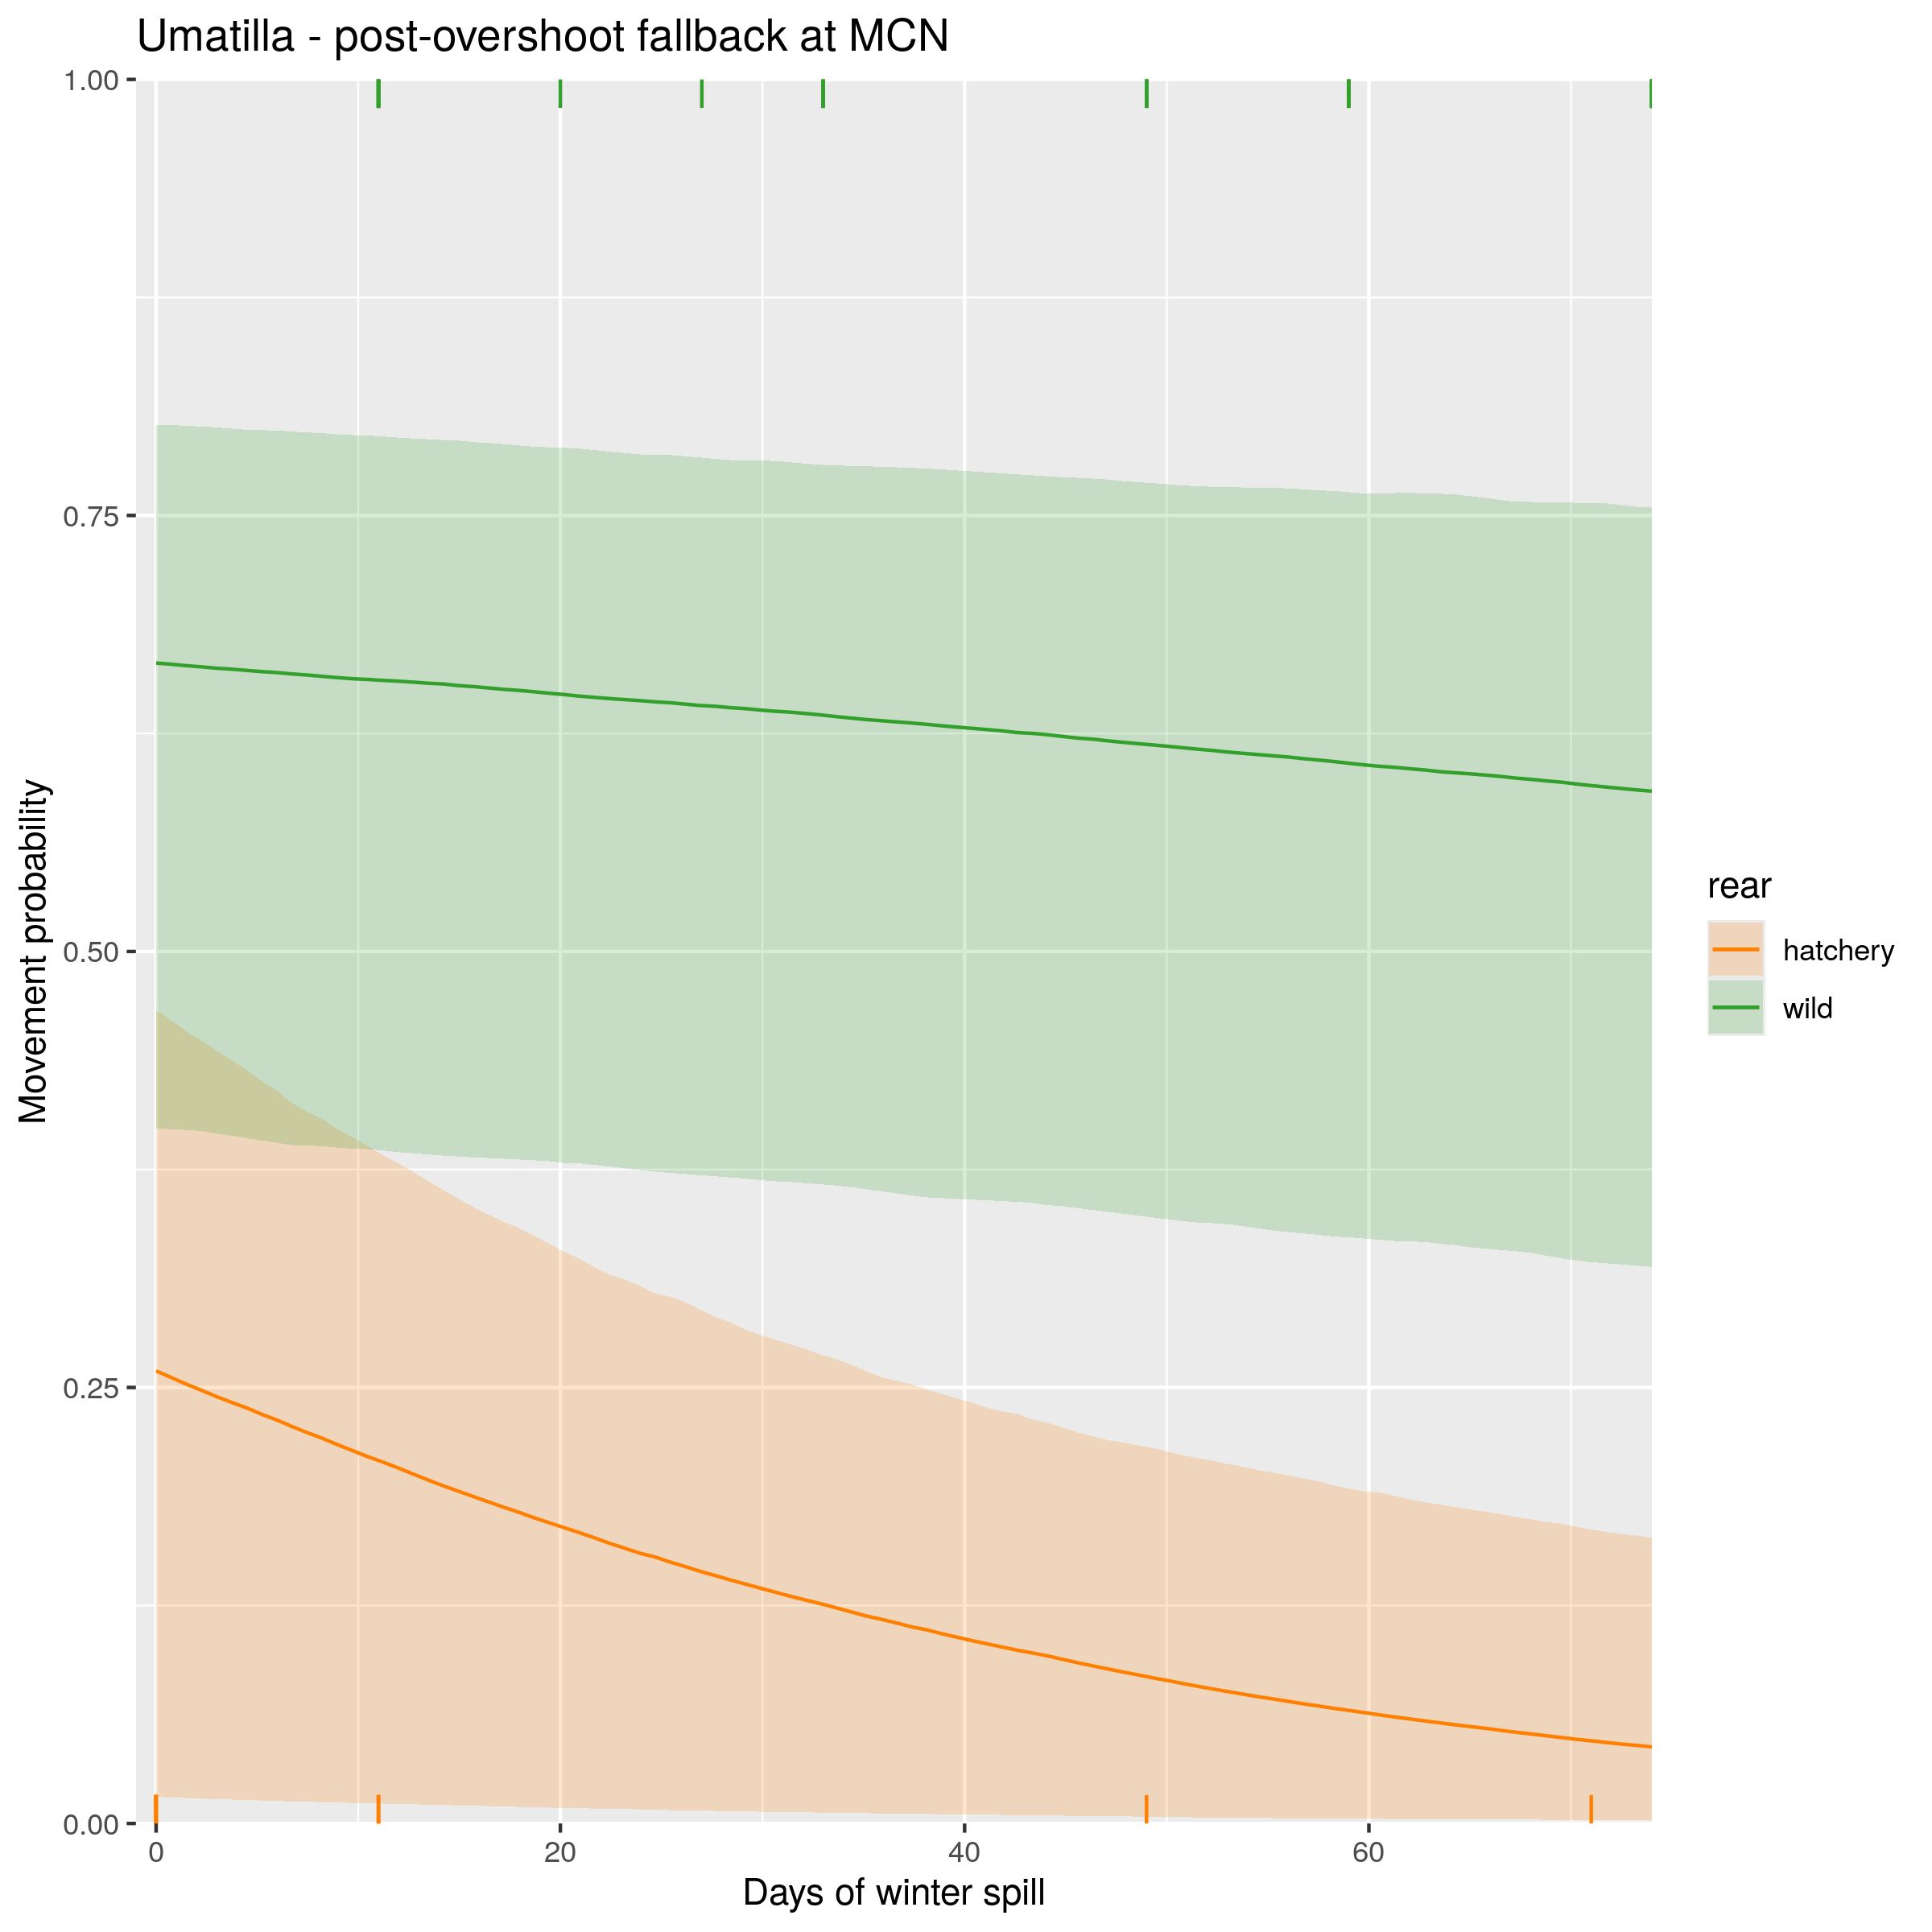 Umatilla - post-overshoot fallback at MCN
1.00
0.75
0.50
0.25
0.00
Movement probability
0 20 40 60
Days of winter spill
rear
hatchery
wild